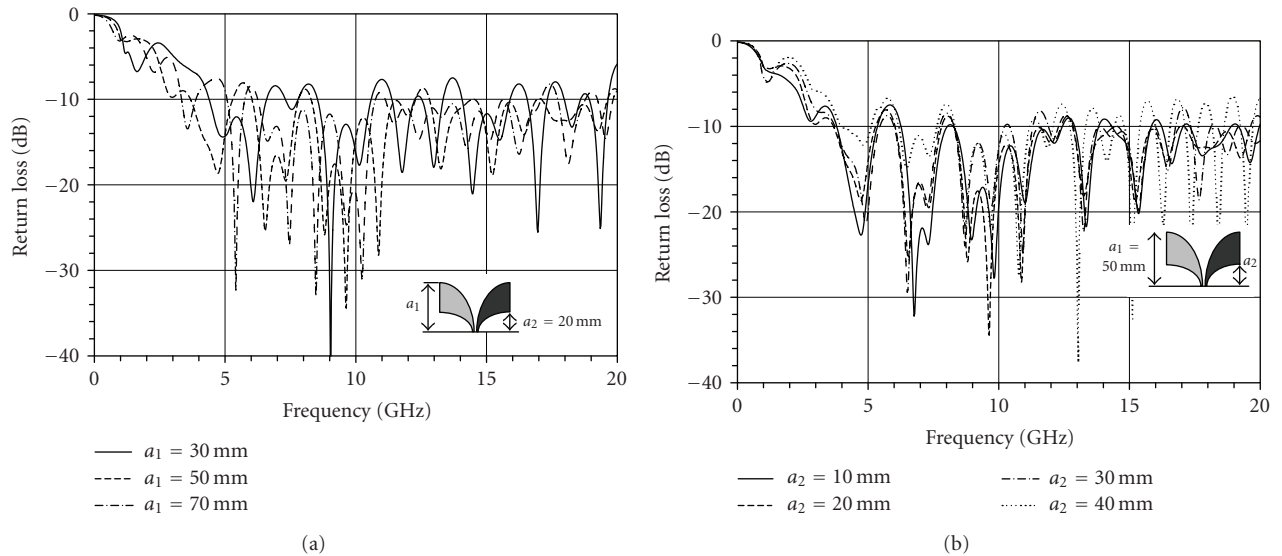 0
−10
−20
−30
−40
Return loss (dB)
0 5 10 15 20
Frequency (GHz)
a1
a2 = 20 mm
a1 = 30 mm
a1 = 50 mm
a1 = 70 mm
(a)
0
−10
−20
−30
−40
Return loss (dB)
0 5 10 15 20
Frequency (GHz)
a1 =
50 mm
a2
a2 = 10 mm
a2 = 20 mm
a2 = 30 mm
a2 = 40 mm
(b)